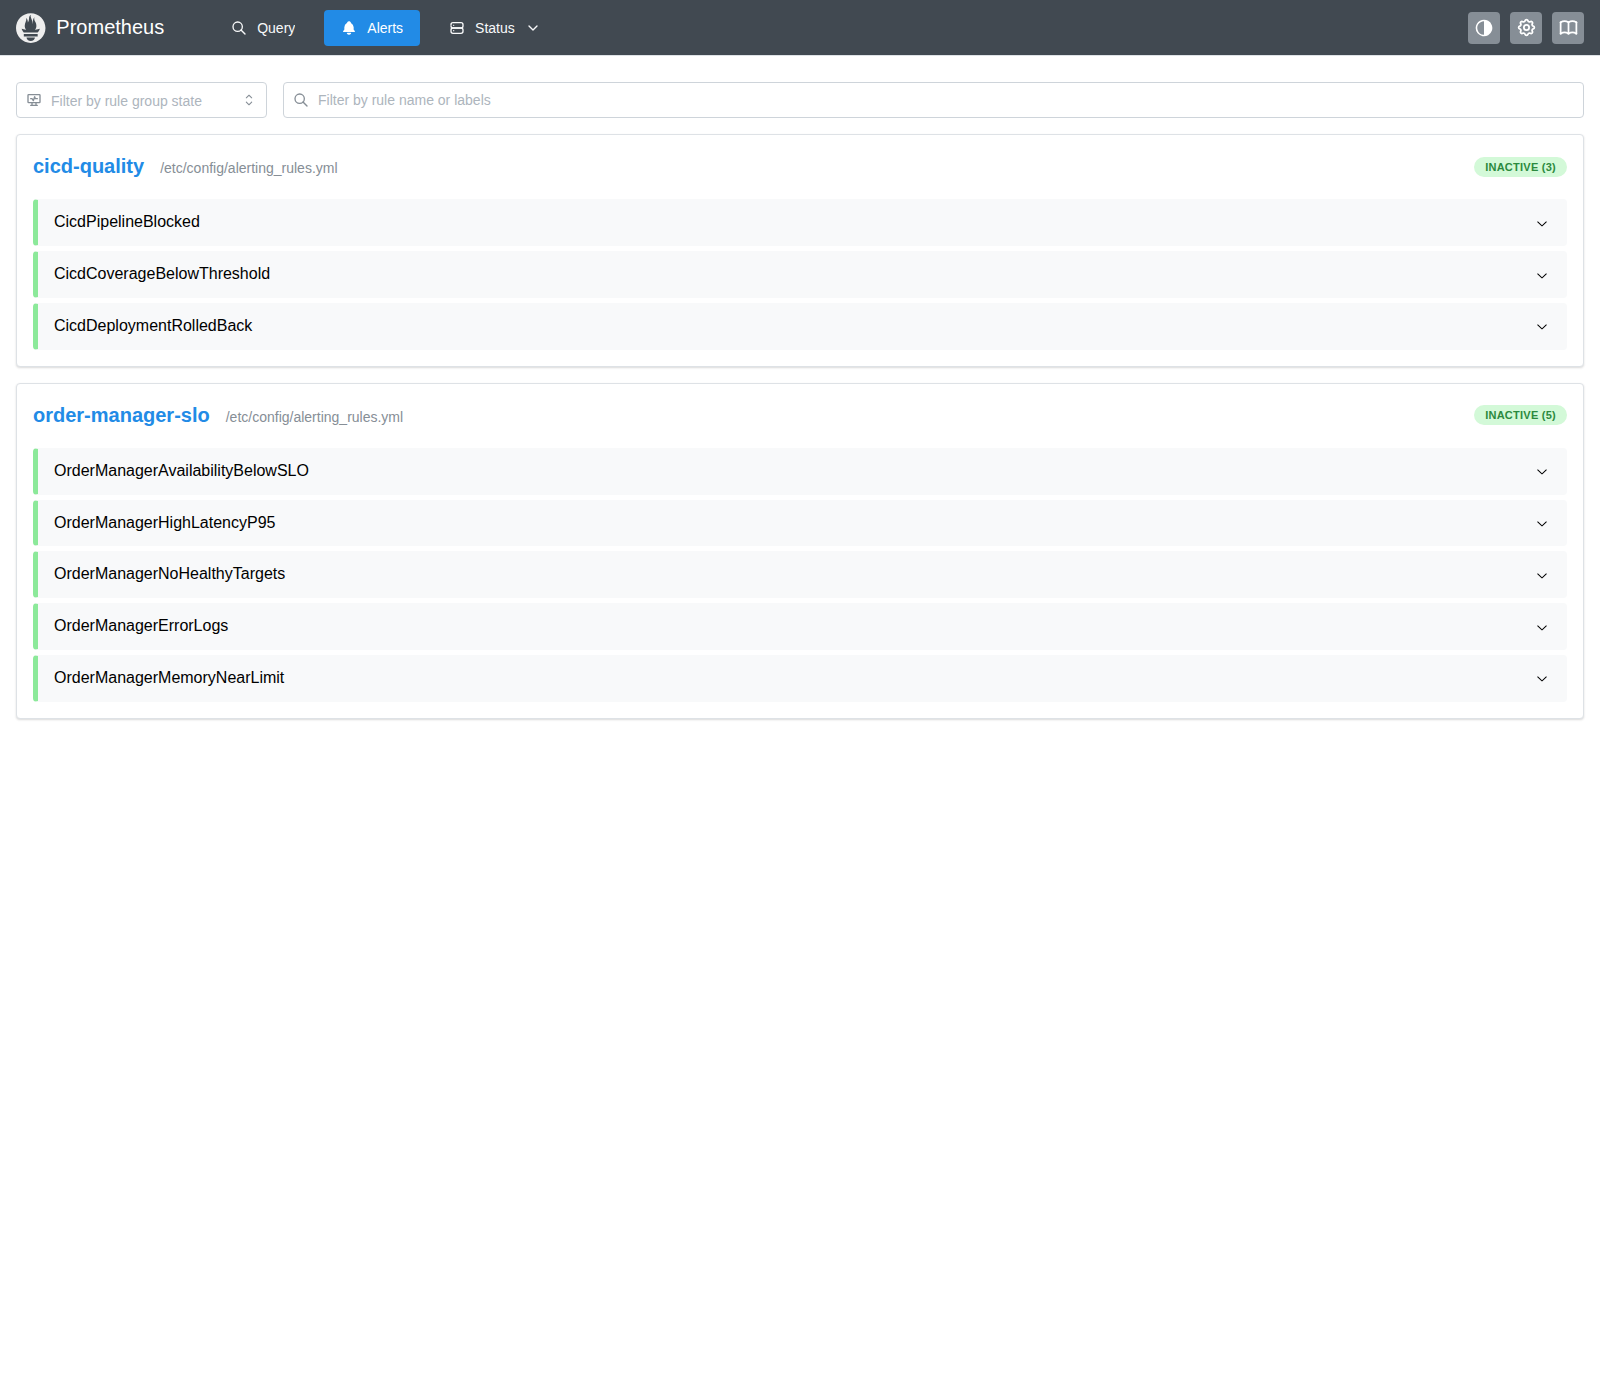 Prometheus Query Alerts Status
Filter by rule group state Filter by rule name or labels
cicd-quality /etc/config/alerting_rules.yml INACTIVE (3)
CicdPipelineBlocked
CicdCoverageBelowThreshold
CicdDeploymentRolledBack
order-manager-slo /etc/config/alerting_rules.yml INACTIVE (5)
OrderManagerAvailabilityBelowSLO
OrderManagerHighLatencyP95
OrderManagerNoHealthyTargets
OrderManagerErrorLogs
OrderManagerMemoryNearLimit